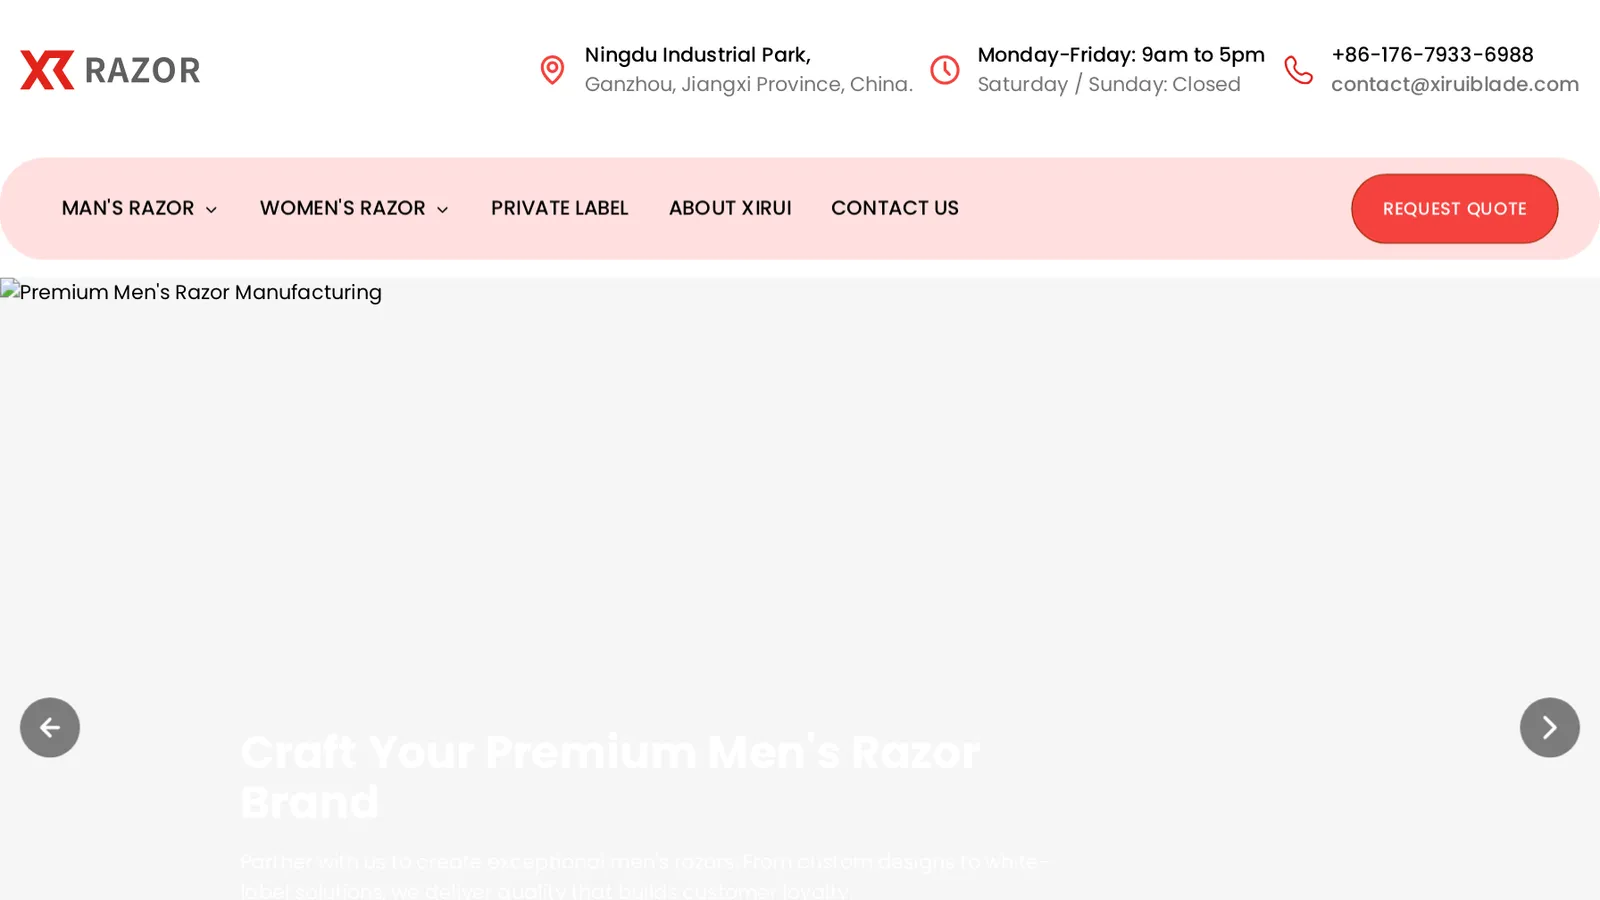 XR RAZOR
Ningdu Industrial Park,
Ganzhou, Jiangxi Province, China.
Monday-Friday: 9am to 5pm
Saturday / Sunday: Closed
+86-176-7933-6988
contact@xiruiblade.com
MAN'S RAZOR
WOMEN'S RAZOR
PRIVATE LABEL
ABOUT XIRUI
CONTACT US
REQUEST QUOTE
Premium Men's Razor Manufacturing
Craft Your Premium Men's Razor
Brand
Partner with us to create exceptional men's razors. From custom designs to white-
label solutions, we deliver quality that builds customer loyalty.